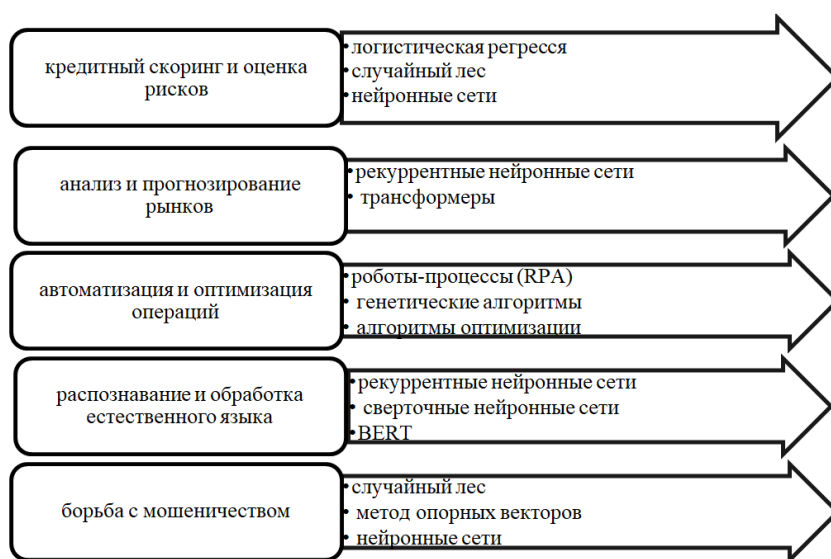 кредитный скоринг и оценка
рисков
•логистическая регресся
•случайный лес
•нейронные сети
анализ и прогнозирование
рынков
•рекуррентные нейронные сети
• трансформеры
автоматизация и оптимизация
операций
•роботы-процессы (RPA)
• генетические алгоритмы
• алгоритмы оптимизации
распознавание и обработка
естественного языка
•рекуррентные нейронные сети
• сверточные нейронные сети
•BERT
борьба с мошеничеством
•случайный лес
• метод опорных векторов
• нейронные сети